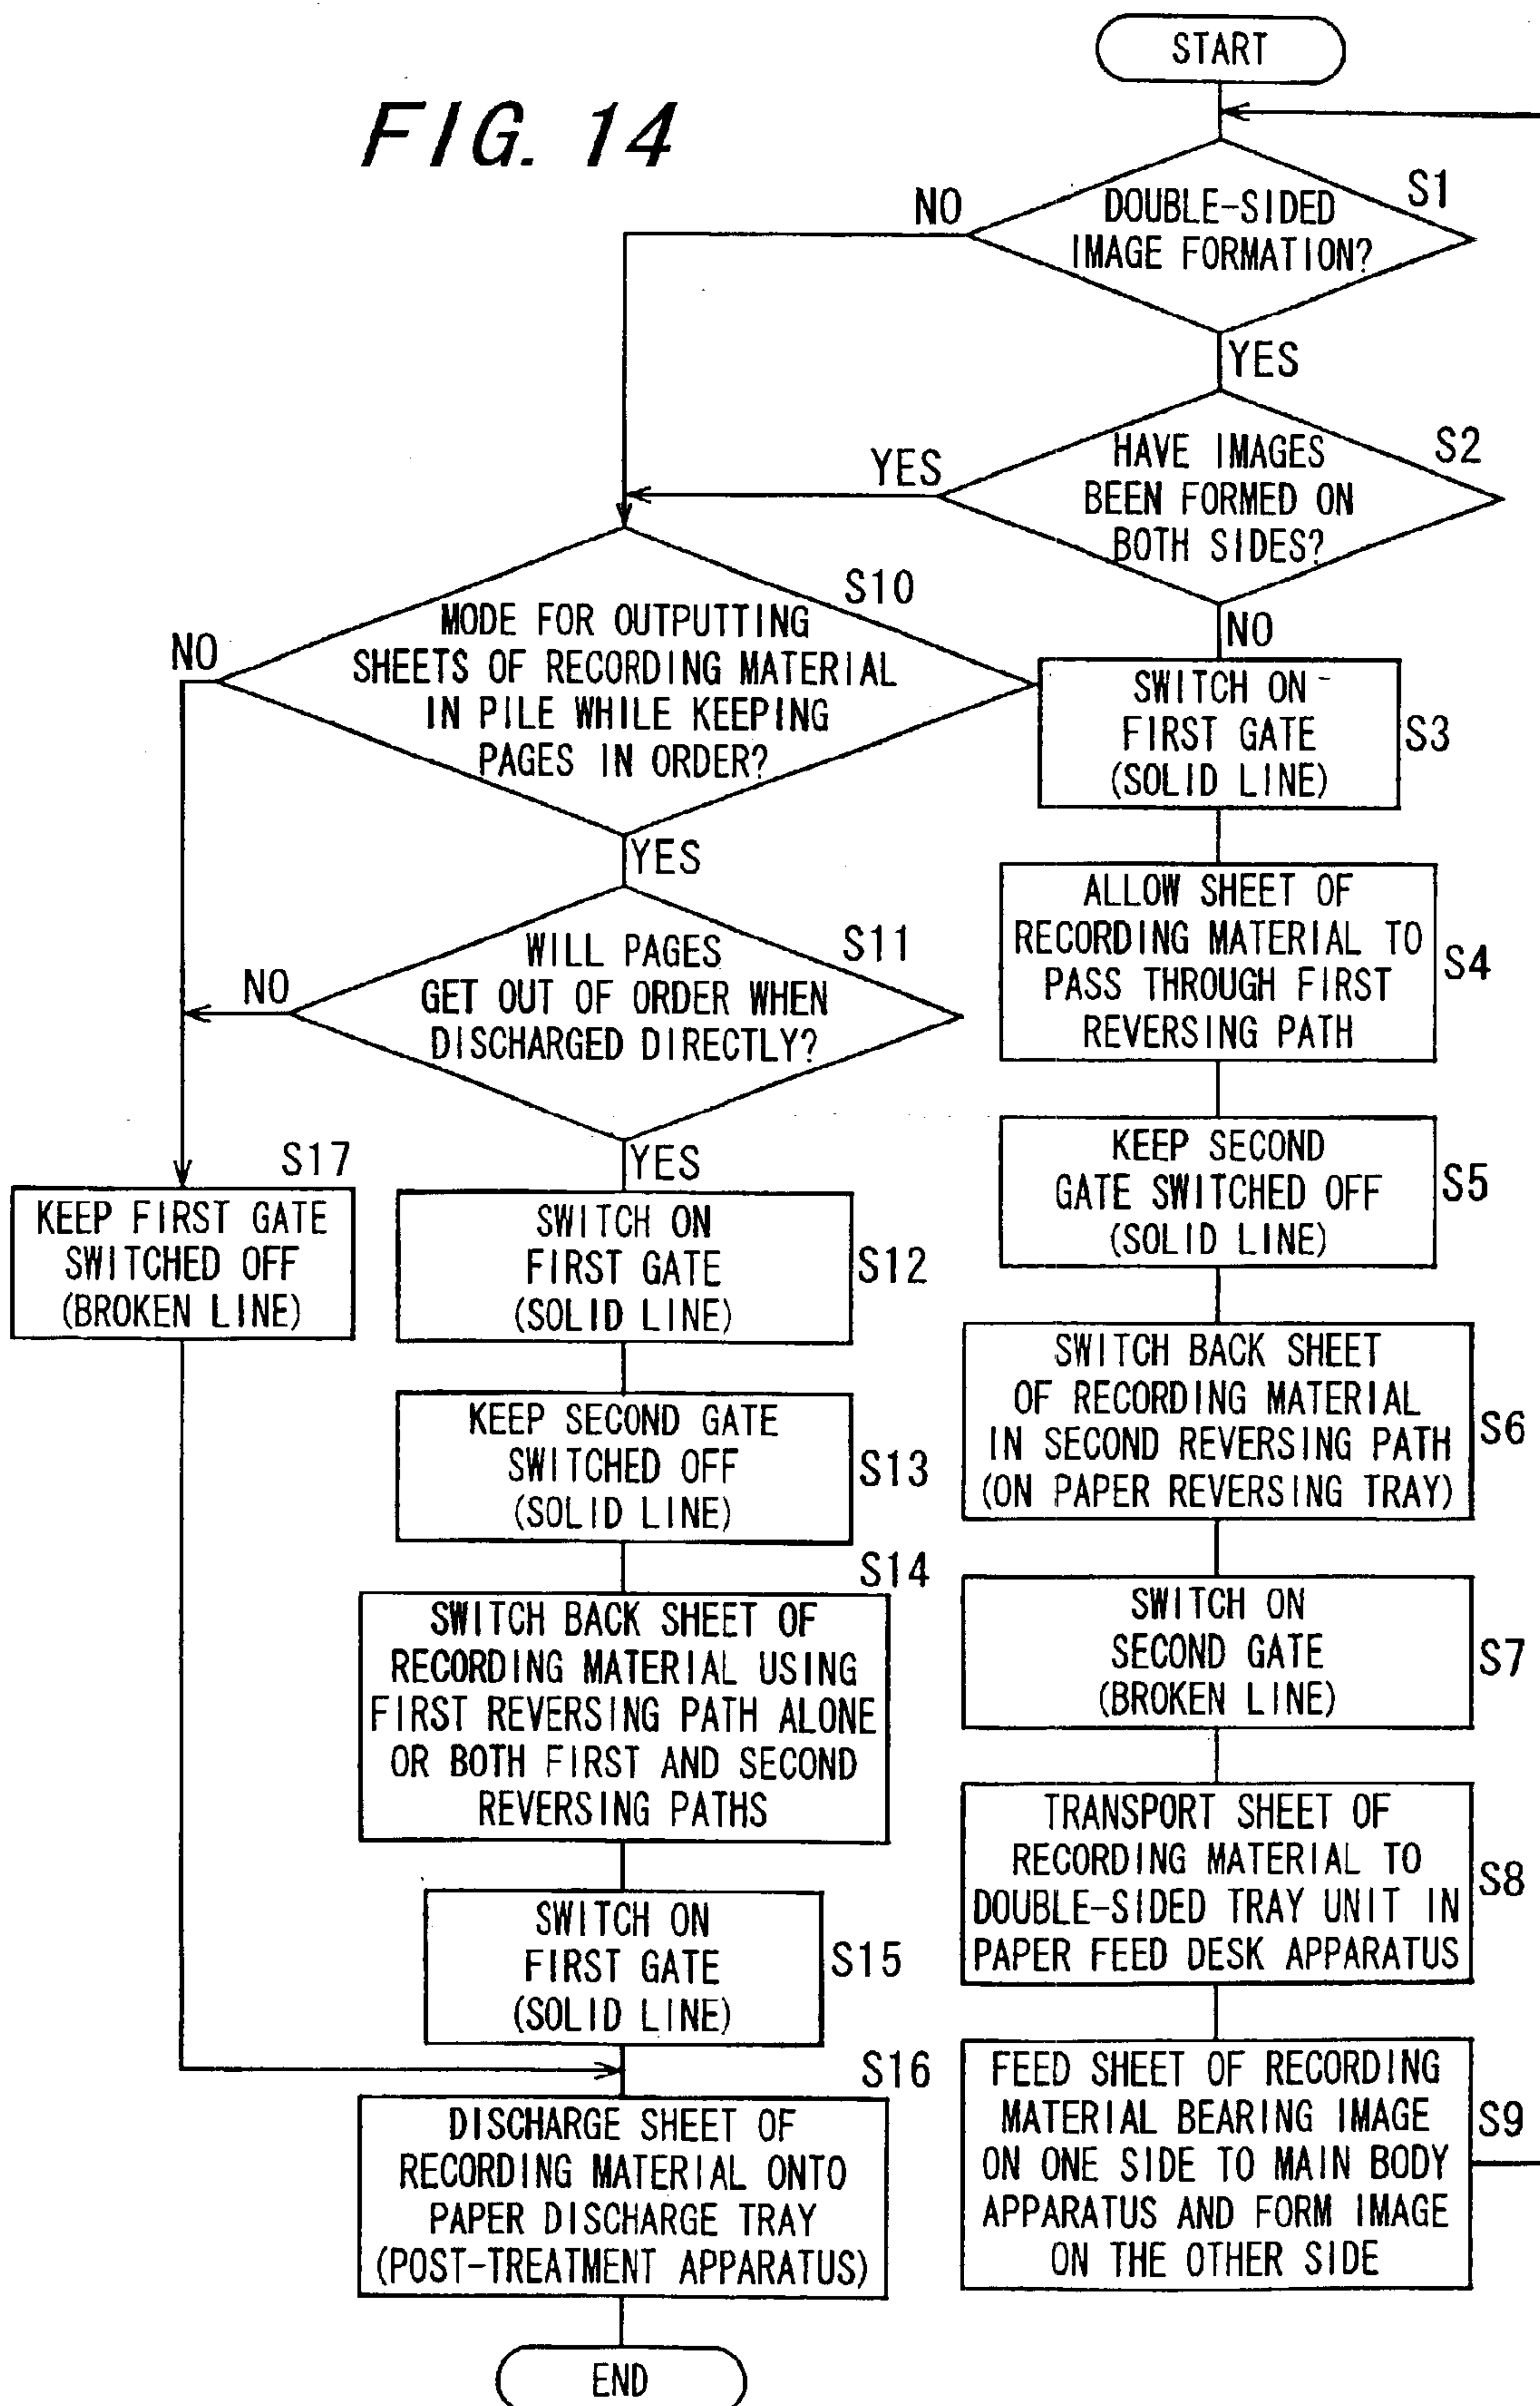 FIG. 14
START
S1
DOUBLE-SIDED
IMAGE FORMATION?
NO
YES
S2
HAVE IMAGES
BEEN FORMED ON
BOTH SIDES?
YES
NO
S10
MODE FOR OUTPUTTING
SHEETS OF RECORDING MATERIAL
IN PILE WHILE KEEPING
PAGES IN ORDER?
NO
YES
SWITCH ON
FIRST GATE
(SOLID LINE)
S3
ALLOW SHEET OF
RECORDING MATERIAL TO
PASS THROUGH FIRST
REVERSING PATH
S4
S11
WILL PAGES
GET OUT OF ORDER WHEN
DISCHARGED DIRECTLY?
NO
YES
KEEP SECOND
GATE SWITCHED OFF
(SOLID LINE)
S5
S17
KEEP FIRST GATE
SWITCHED OFF
(BROKEN LINE)
SWITCH ON
FIRST GATE
(SOLID LINE)
S12
SWITCH BACK SHEET
OF RECORDING MATERIAL
IN SECOND REVERSING PATH
(ON PAPER REVERSING TRAY)
S6
KEEP SECOND GATE
SWITCHED OFF
(SOLID LINE)
S13
S14
SWITCH BACK SHEET OF
RECORDING MATERIAL USING
FIRST REVERSING PATH ALONE
OR BOTH FIRST AND SECOND
REVERSING PATHS
SWITCH ON
SECOND GATE
(BROKEN LINE)
S7
TRANSPORT SHEET OF
RECORDING MATERIAL TO
DOUBLE-SIDED TRAY UNIT IN
PAPER FEED DESK APPARATUS
S8
SWITCH ON
FIRST GATE
(SOLID LINE)
S15
S16
DISCHARGE SHEET OF
RECORDING MATERIAL ONTO
PAPER DISCHARGE TRAY
(POST-TREATMENT APPARATUS)
FEED SHEET OF RECORDING
MATERIAL BEARING IMAGE
ON ONE SIDE TO MAIN BODY
APPARATUS AND FORM IMAGE
ON THE OTHER SIDE
S9
END